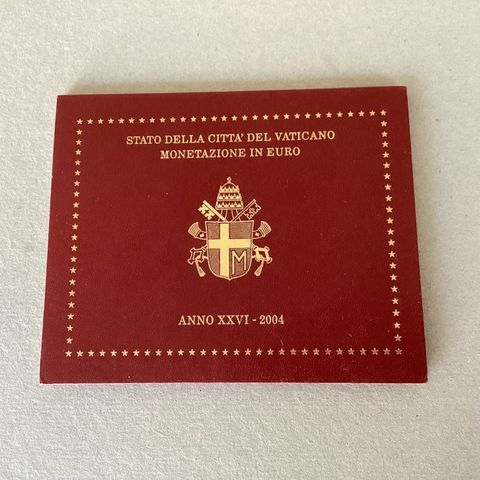 STATO DELLA CITTA' DEL VATICANO
MONETAZIONE IN EURO
M
ANNO XXVI - 2004